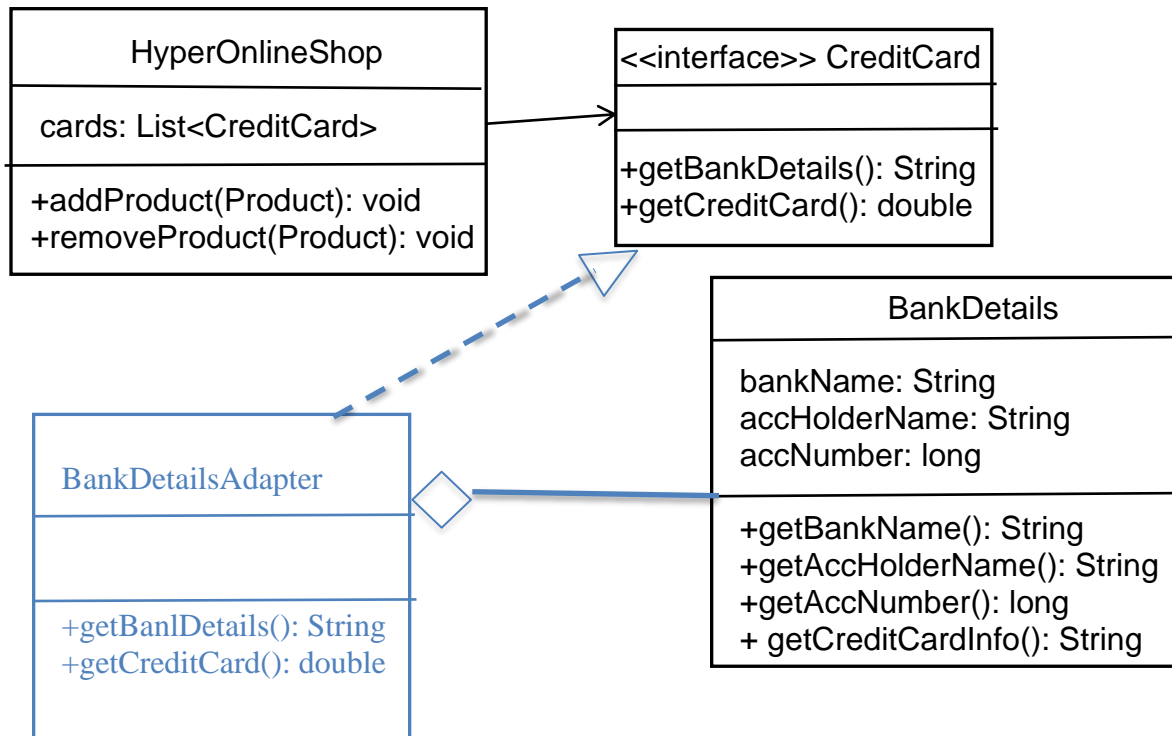 HyperOnlineShop
cards: List<CreditCard>
+addProduct(Product): void
+removeProduct(Product): void
<<interface>> CreditCard
+getBankDetails(): String
+getCreditCard(): double
BankDetails
bankName: String
accHolderName: String
accNumber: long
+getBankName(): String
+getAccHolderName(): String
+getAccNumber(): long
+ getCreditCardInfo(): String
BankDetailsAdapter
+getBanlDetails(): String
+getCreditCard(): double